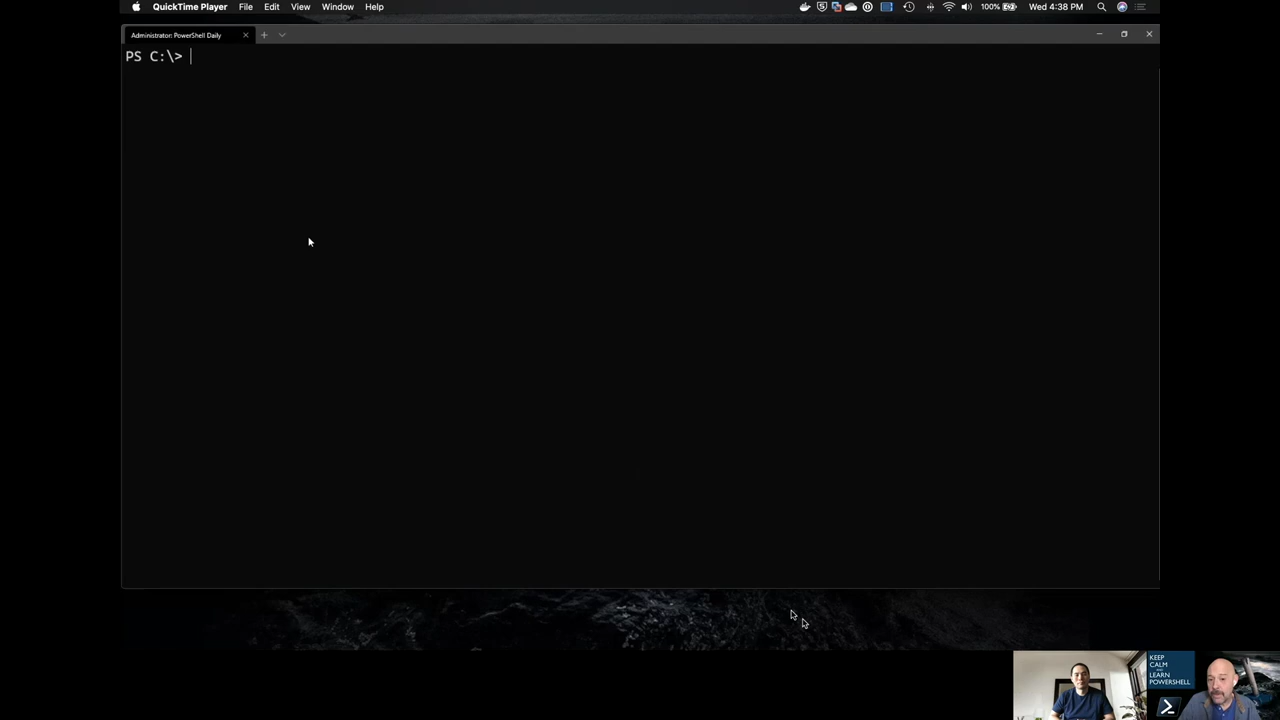 QuickTime Player File Edit View Window Help 100% Wed 4:38 PM
Administrator: PowerShell Daily
PS C:\>
KEEP
CALM
AND
LEARN
POWERSHELL